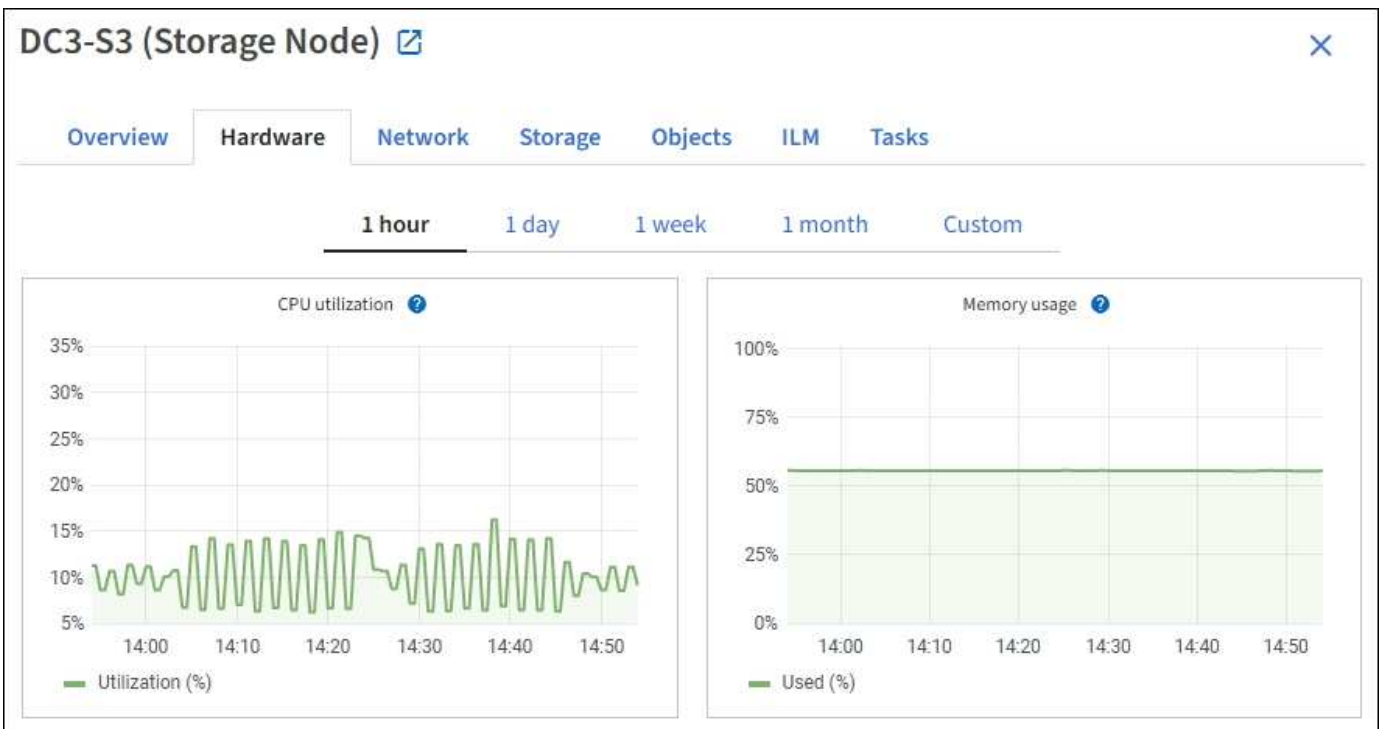 DC3-S3 (Storage Node)
Overview Hardware Network Storage Objects ILM Tasks
1 hour 1 day 1 week 1 month Custom
CPU utilization ?
35%
30%
25%
20%
15%
10%
5%
14:00 14:10 14:20 14:30 14:40 14:50
Utilization (%)
Memory usage ?
100%
75%
50%
25%
0%
14:00 14:10 14:20 14:30 14:40 14:50
Used (%)